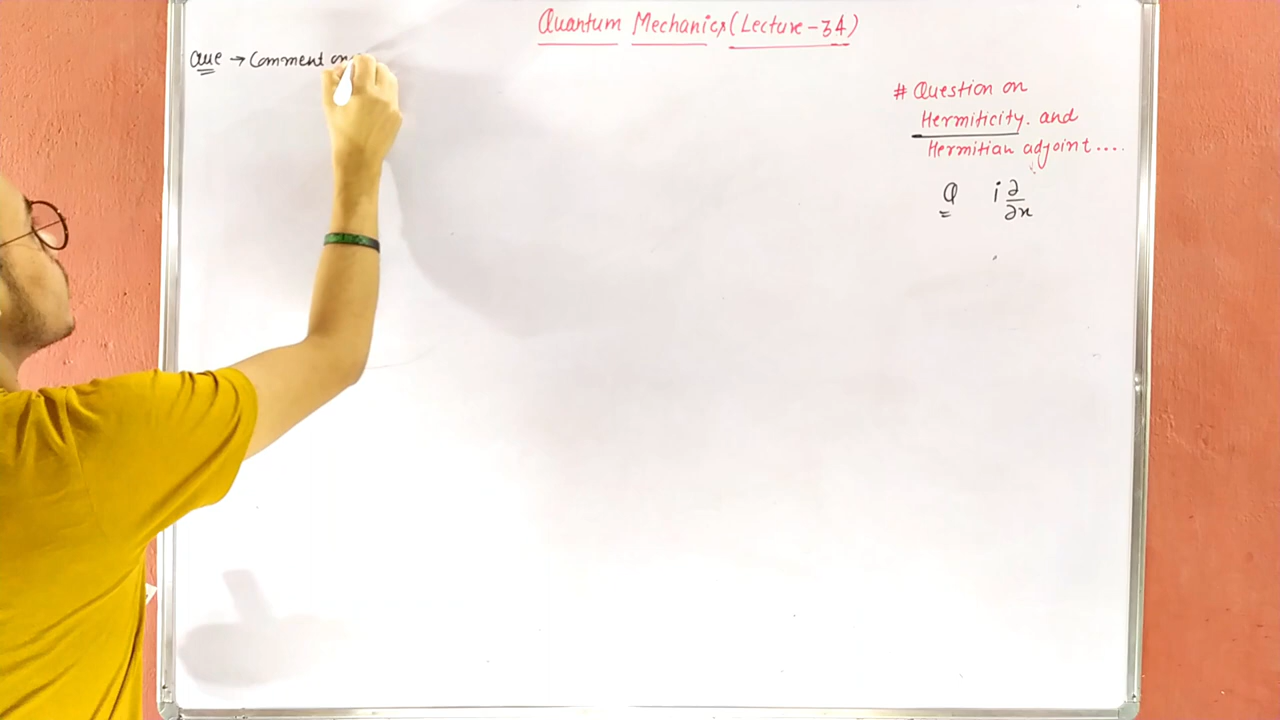 Quantum Mechanics (Lecture - 34)
Que → Comment on
# Question on
Hermiticity. and
Hermitian adjoint....
Q i ∂/∂x